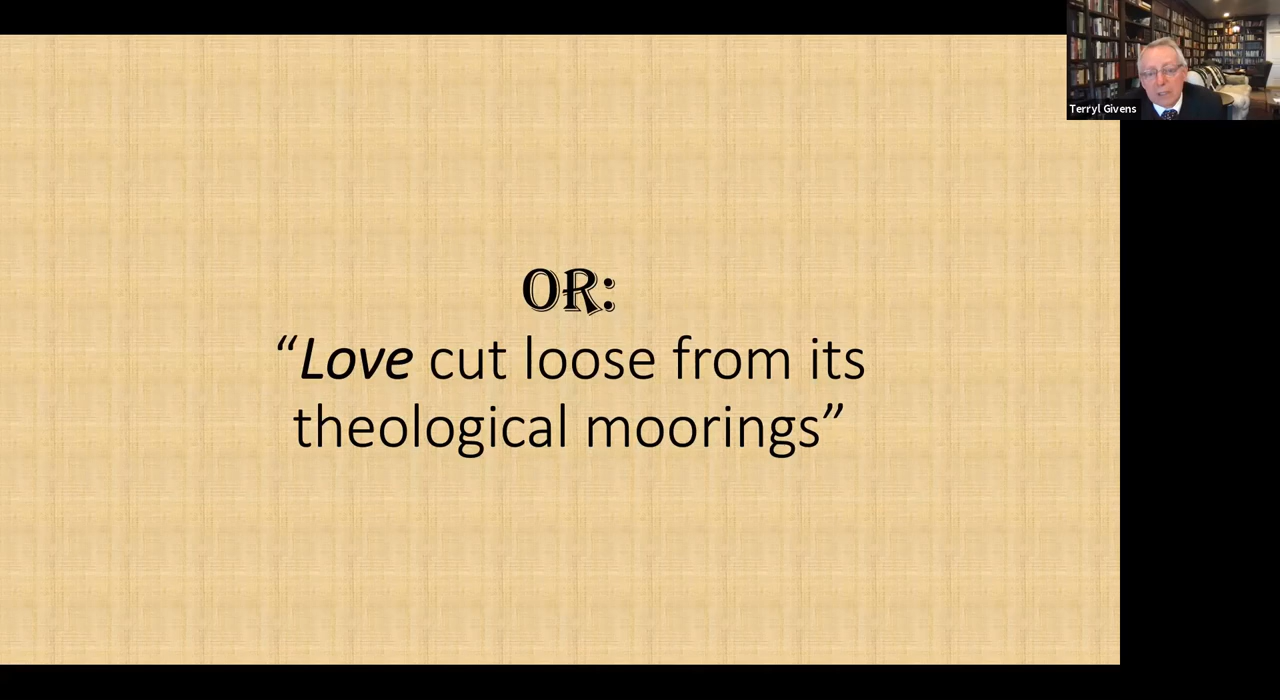 Terryl Givens
OR:
“Love cut loose from its
theological moorings”